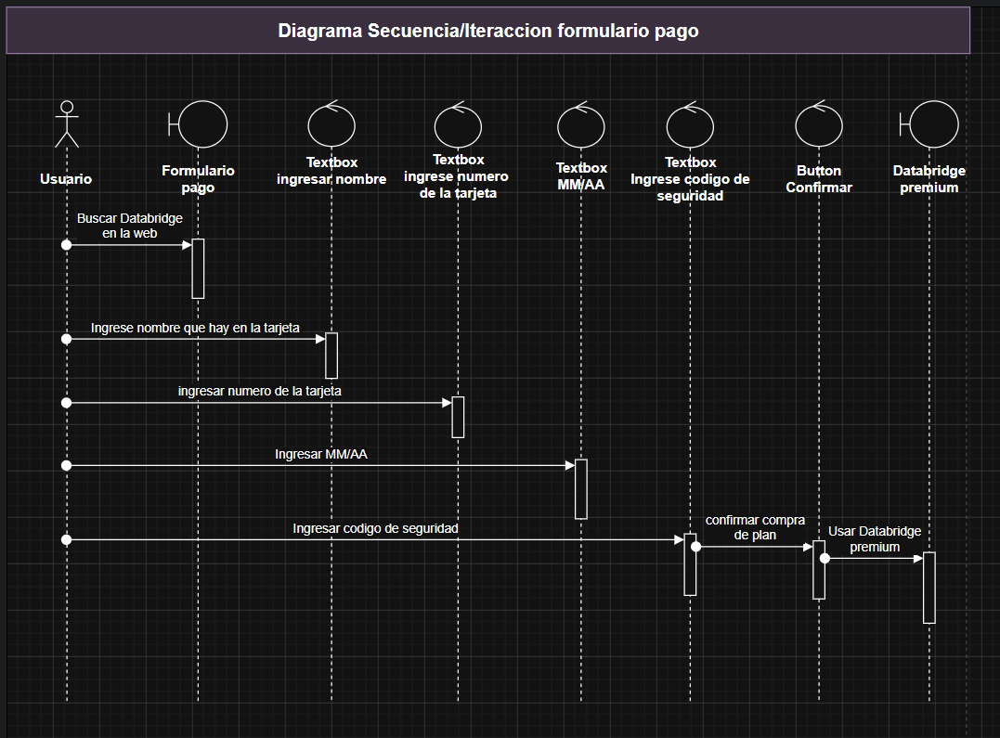 Diagrama Secuencia/Iteraccion formulario pago
Usuario
Formulario
pago
Textbox
ingresar nombre
Textbox
ingrese numero
de la tarjeta
Textbox
MM/AA
Textbox
Ingrese codigo de
seguridad
Button
Confirmar
Databridge
premium
Buscar Databridge
en la web
Ingrese nombre que hay en la tarjeta
ingresar numero de la tarjeta
Ingresar MM/AA
Ingresar codigo de seguridad
confirmar compra
de plan
Usar Databridge
premium